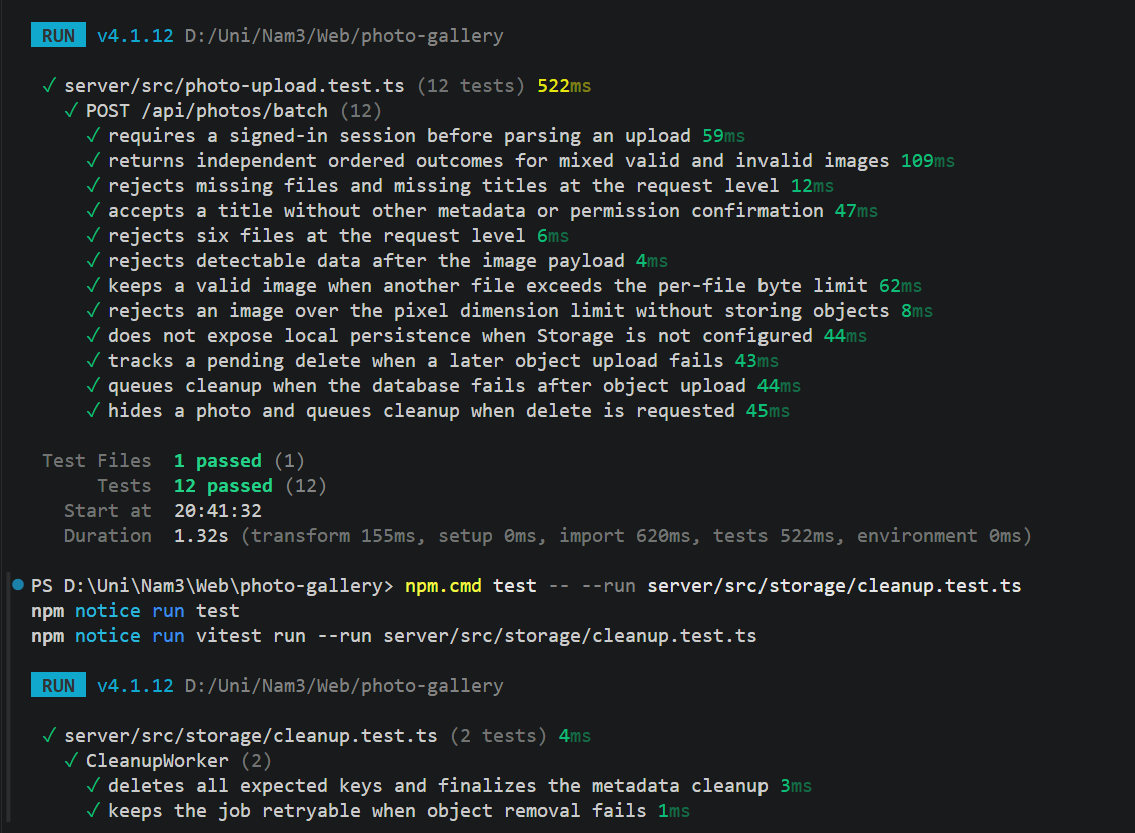 RUN v4.1.12 D:/Uni/Nam3/Web/photo-gallery
✓ server/src/photo-upload.test.ts (12 tests) 522ms
✓ POST /api/photos/batch (12)
✓ requires a signed-in session before parsing an upload 59ms
✓ returns independent ordered outcomes for mixed valid and invalid images 109ms
✓ rejects missing files and missing titles at the request level 12ms
✓ accepts a title without other metadata or permission confirmation 47ms
✓ rejects six files at the request level 6ms
✓ rejects detectable data after the image payload 4ms
✓ keeps a valid image when another file exceeds the per-file byte limit 62ms
✓ rejects an image over the pixel dimension limit without storing objects 8ms
✓ does not expose local persistence when Storage is not configured 44ms
✓ tracks a pending delete when a later object upload fails 43ms
✓ queues cleanup when the database fails after object upload 44ms
✓ hides a photo and queues cleanup when delete is requested 45ms
Test Files 1 passed (1)
Tests 12 passed (12)
Start at 20:41:32
Duration 1.32s (transform 155ms, setup 0ms, import 620ms, tests 522ms, environment 0ms)
PS D:\Uni\Nam3\Web\photo-gallery> npm.cmd test -- --run server/src/storage/cleanup.test.ts
npm notice run test
npm notice run vitest run --run server/src/storage/cleanup.test.ts
RUN v4.1.12 D:/Uni/Nam3/Web/photo-gallery
✓ server/src/storage/cleanup.test.ts (2 tests) 4ms
✓ CleanupWorker (2)
✓ deletes all expected keys and finalizes the metadata cleanup 3ms
✓ keeps the job retryable when object removal fails 1ms